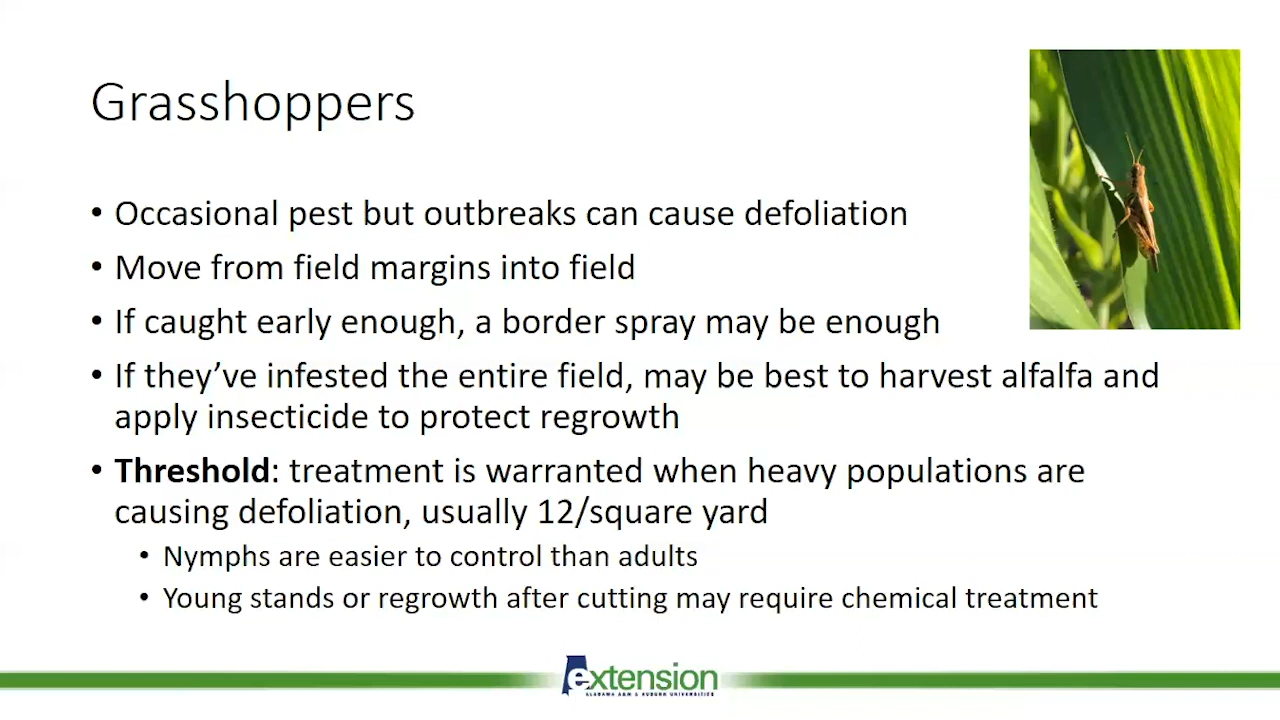 Grasshoppers
• Occasional pest but outbreaks can cause defoliation
• Move from field margins into field
• If caught early enough, a border spray may be enough
• If they’ve infested the entire field, may be best to harvest alfalfa and
apply insecticide to protect regrowth
• Threshold: treatment is warranted when heavy populations are
causing defoliation, usually 12/square yard
• Nymphs are easier to control than adults
• Young stands or regrowth after cutting may require chemical treatment
extension
ALABAMA A&M & AUBURN UNIVERSITIES